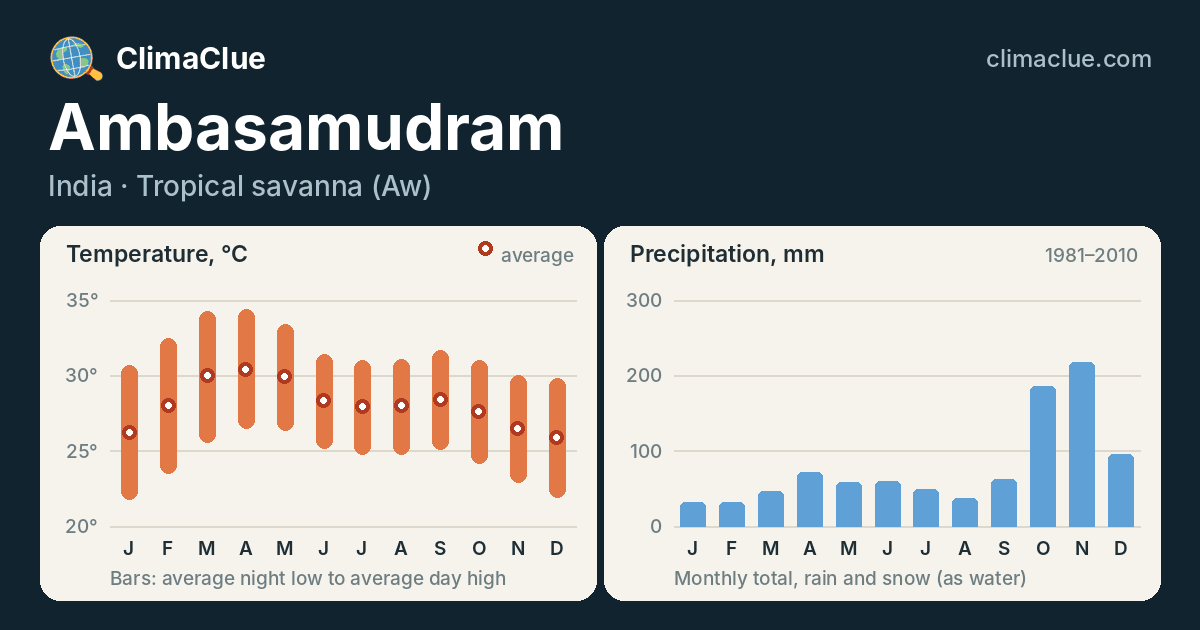 ClimaClue
climaclue.com
Ambasamudram
India · Tropical savanna (Aw)
Temperature, °C
average
35°
30°
25°
20°
J F M A M J J A S O N D
Bars: average night low to average day high
Precipitation, mm
1981–2010
300
200
100
0
J F M A M J J A S O N D
Monthly total, rain and snow (as water)